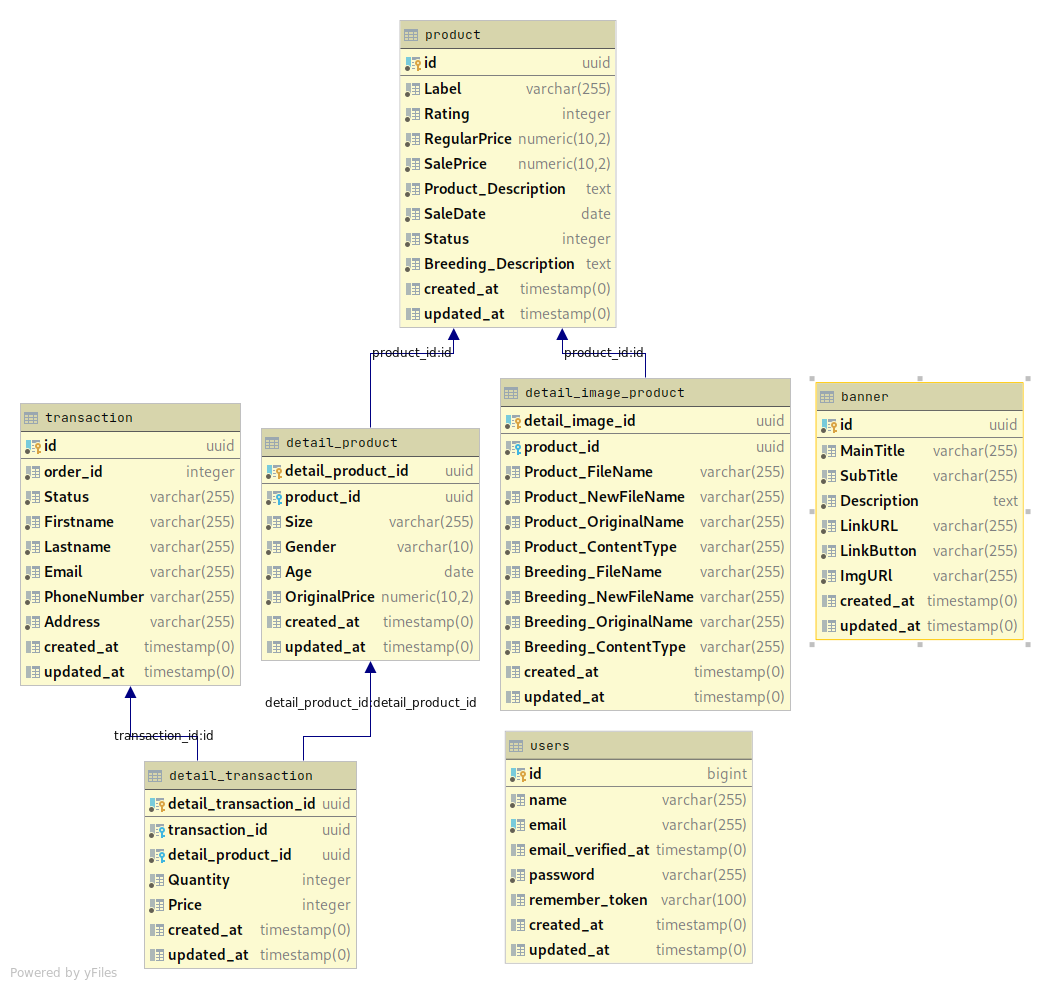 product
id uuid
Label varchar(255)
Rating integer
RegularPrice numeric(10,2)
SalePrice numeric(10,2)
Product_Description text
SaleDate date
Status integer
Breeding_Description text
created_at timestamp(0)
updated_at timestamp(0)
product_id:id
product_id:id
transaction
id uuid
order_id integer
Status varchar(255)
Firstname varchar(255)
Lastname varchar(255)
Email varchar(255)
PhoneNumber varchar(255)
Address varchar(255)
created_at timestamp(0)
updated_at timestamp(0)
detail_product
detail_product_id uuid
product_id uuid
Size varchar(255)
Gender varchar(10)
Age date
OriginalPrice numeric(10,2)
created_at timestamp(0)
updated_at timestamp(0)
detail_image_product
detail_image_id uuid
product_id uuid
Product_FileName varchar(255)
Product_NewFileName varchar(255)
Product_OriginalName varchar(255)
Product_ContentType varchar(255)
Breeding_FileName varchar(255)
Breeding_NewFileName varchar(255)
Breeding_OriginalName varchar(255)
Breeding_ContentType varchar(255)
created_at timestamp(0)
updated_at timestamp(0)
banner
id uuid
MainTitle varchar(255)
SubTitle varchar(255)
Description text
LinkURL varchar(255)
LinkButton varchar(255)
ImgURl varchar(255)
created_at timestamp(0)
updated_at timestamp(0)
detail_product_id:detail_product_id
transaction_id:id
detail_transaction
detail_transaction_id uuid
transaction_id uuid
detail_product_id uuid
Quantity integer
Price integer
created_at timestamp(0)
updated_at timestamp(0)
users
id bigint
name varchar(255)
email varchar(255)
email_verified_at timestamp(0)
password varchar(255)
remember_token varchar(100)
created_at timestamp(0)
updated_at timestamp(0)
Powered by yFiles